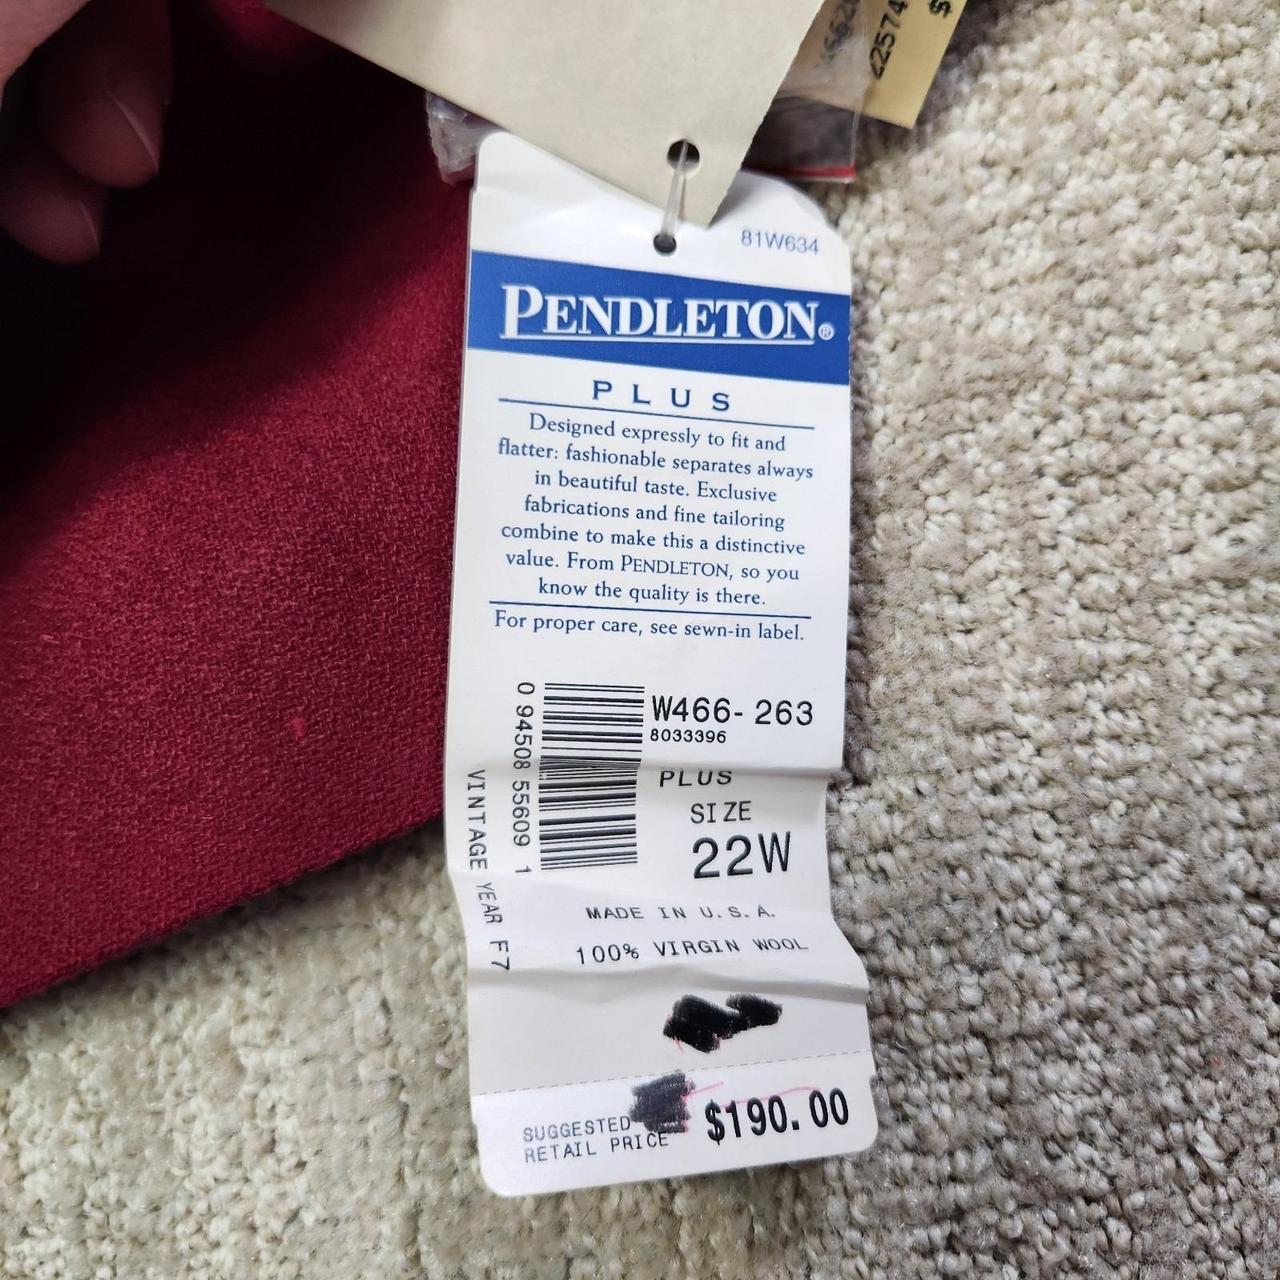 22574
$
81W634
PENDLETON®
PLUS
Designed expressly to fit and
flatter: fashionable separates always
in beautiful taste. Exclusive
fabrications and fine tailoring
combine to make this a distinctive
value. From PENDLETON, so you
know the quality is there.
For proper care, see sewn-in label.
0 94508 55609 1
W466-263
8033396
PLUS
SIZE
22W
VINTAGE YEAR F7
MADE IN U.S.A.
100% VIRGIN WOOL
SUGGESTED
RETAIL PRICE
$190.00